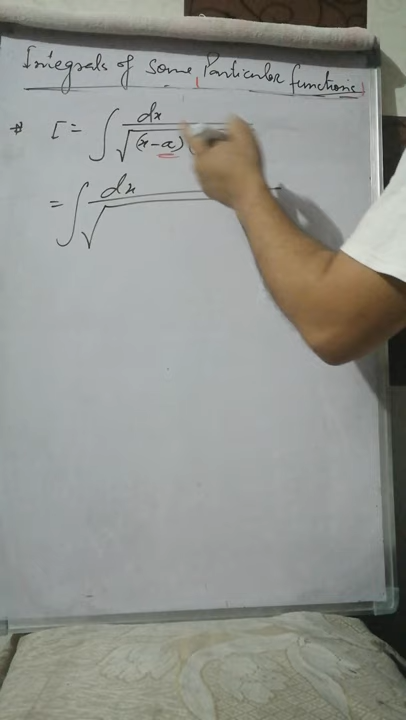 Integrals of Some Particular functions
* I = ∫ dx √(x-a) (
= ∫ dx √